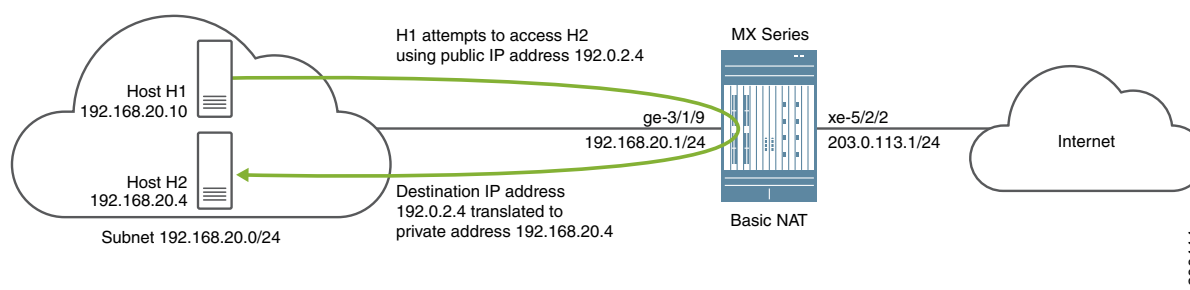 H1 attempts to access H2
using public IP address 192.0.2.4
MX Series
Host H1
192.168.20.10
ge-3/1/9
192.168.20.1/24
xe-5/2/2
203.0.113.1/24
Internet
Host H2
192.168.20.4
Destination IP address
192.0.2.4 translated to
private address 192.168.20.4
Basic NAT
Subnet 192.168.20.0/24